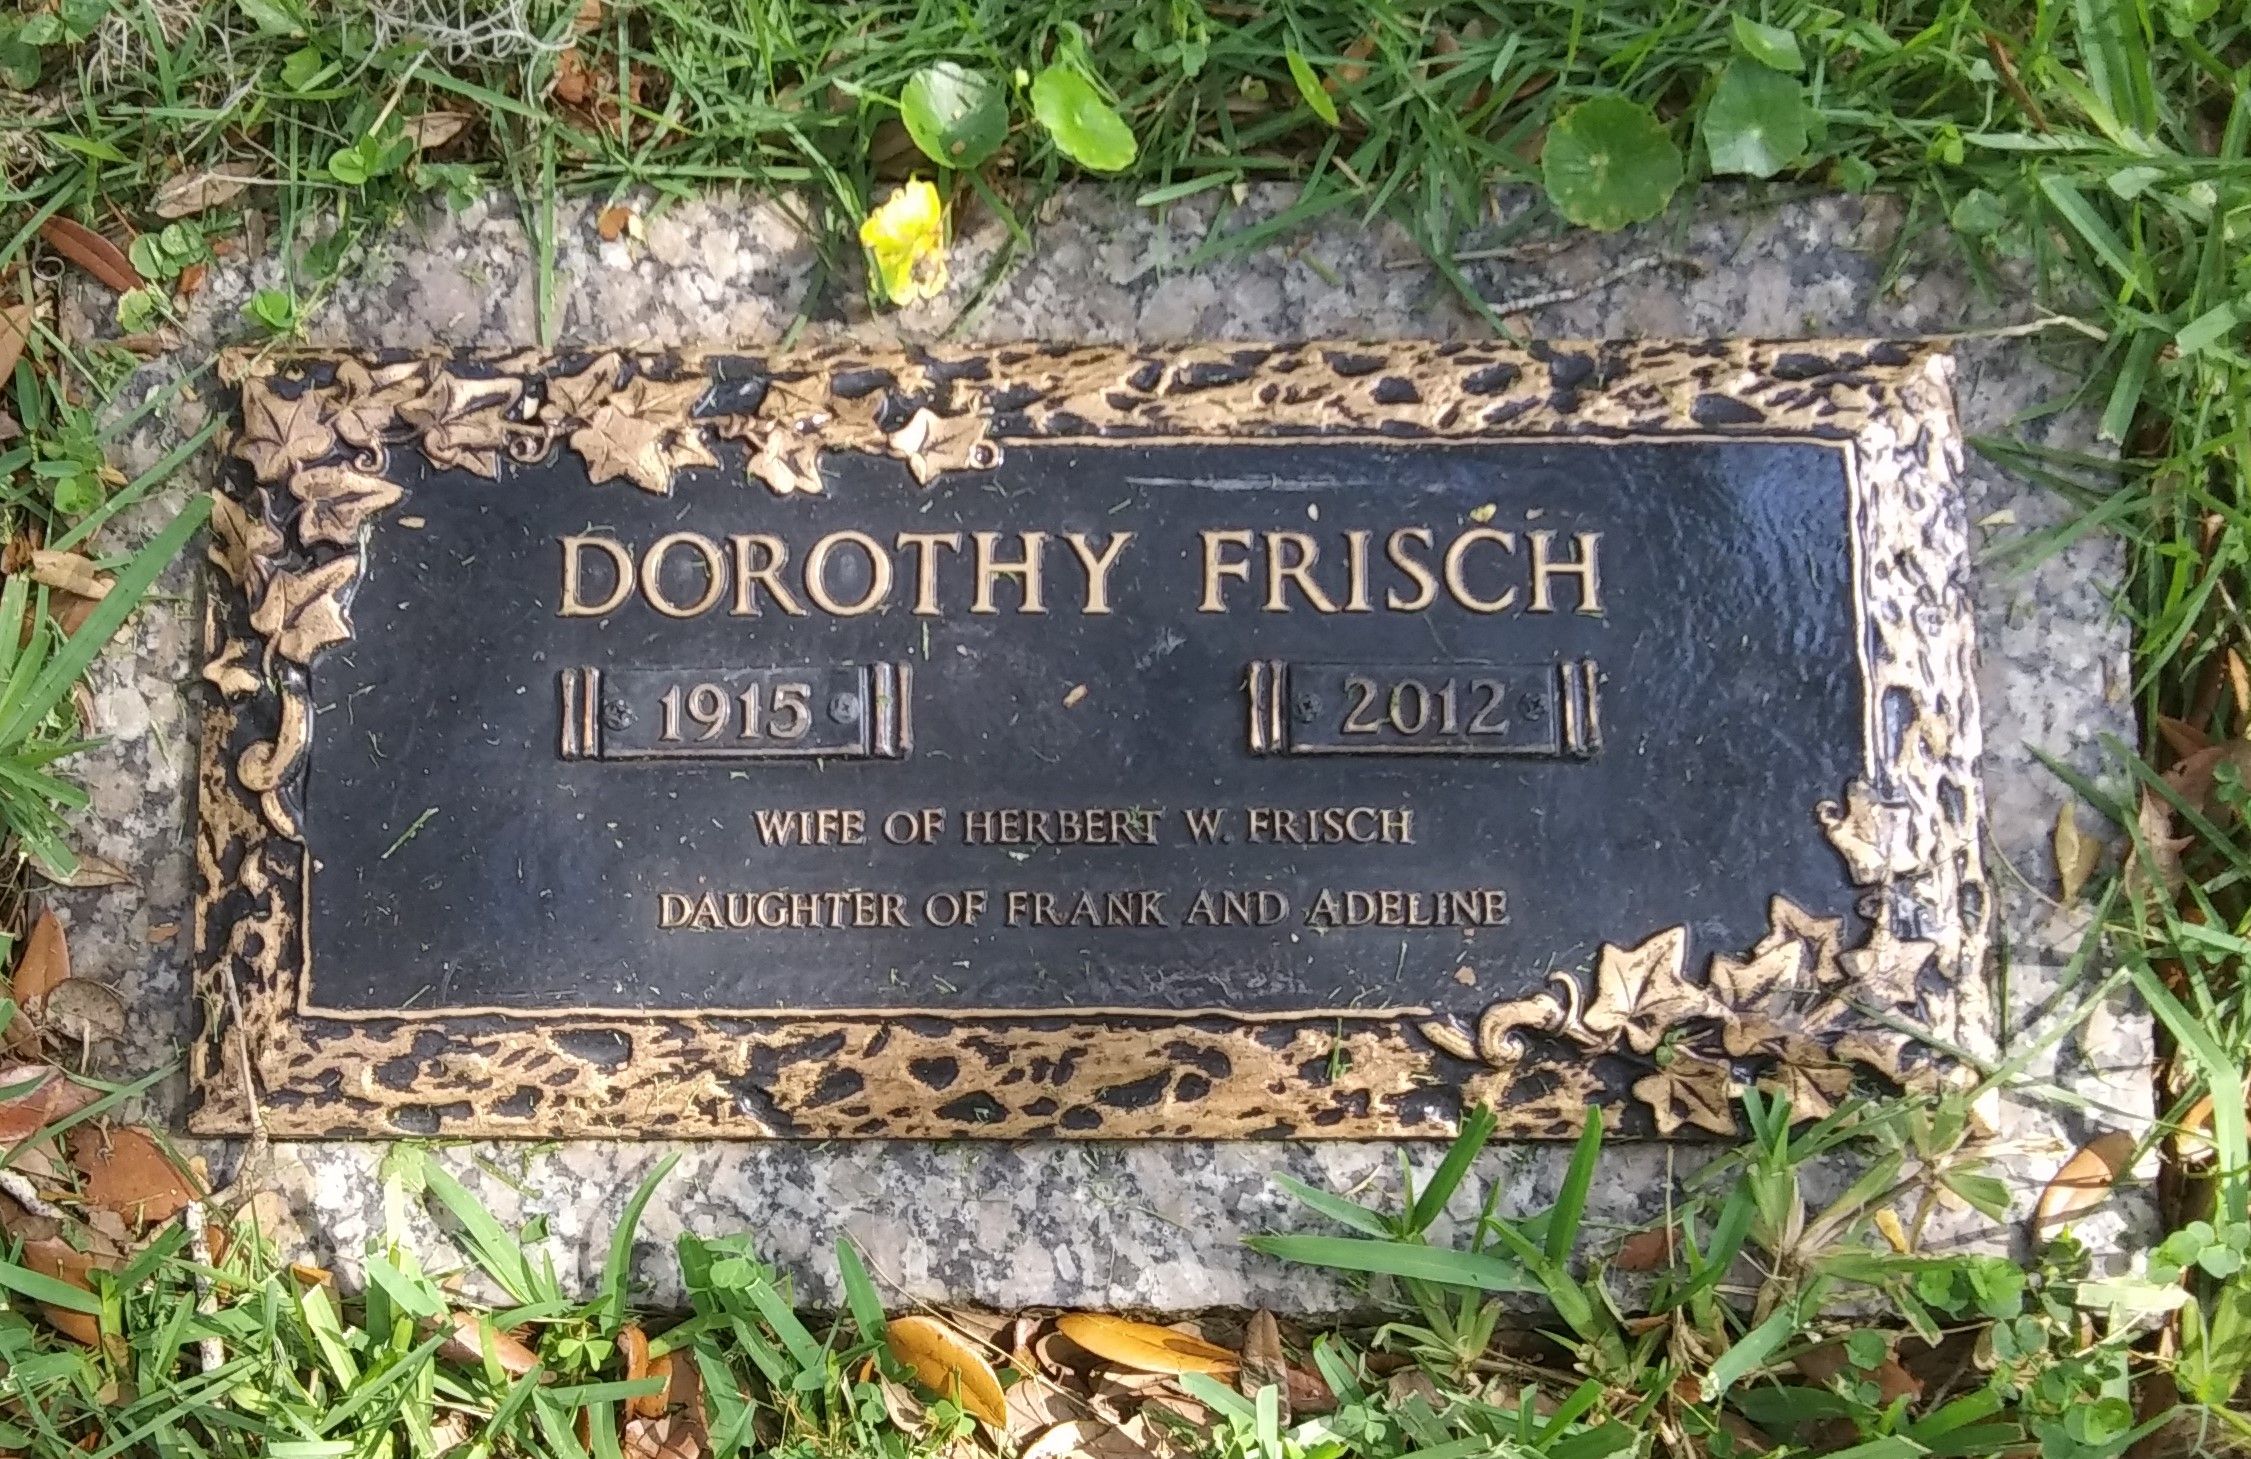 DOROTHY FRISCH
1915 2012
WIFE OF HERBERT W. FRISCH
DAUGHTER OF FRANK AND ADELINE